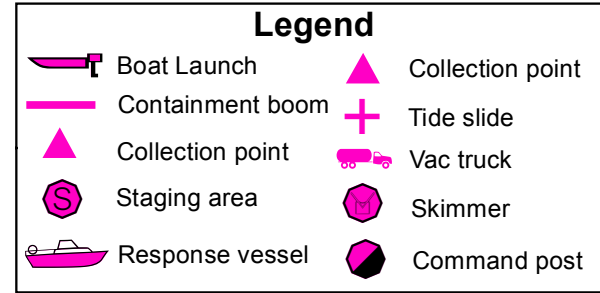 Legend
Boat Launch
Containment boom
Collection point
S
Staging area
Response vessel
Collection point
Tide slide
Vac truck
Skimmer
Command post